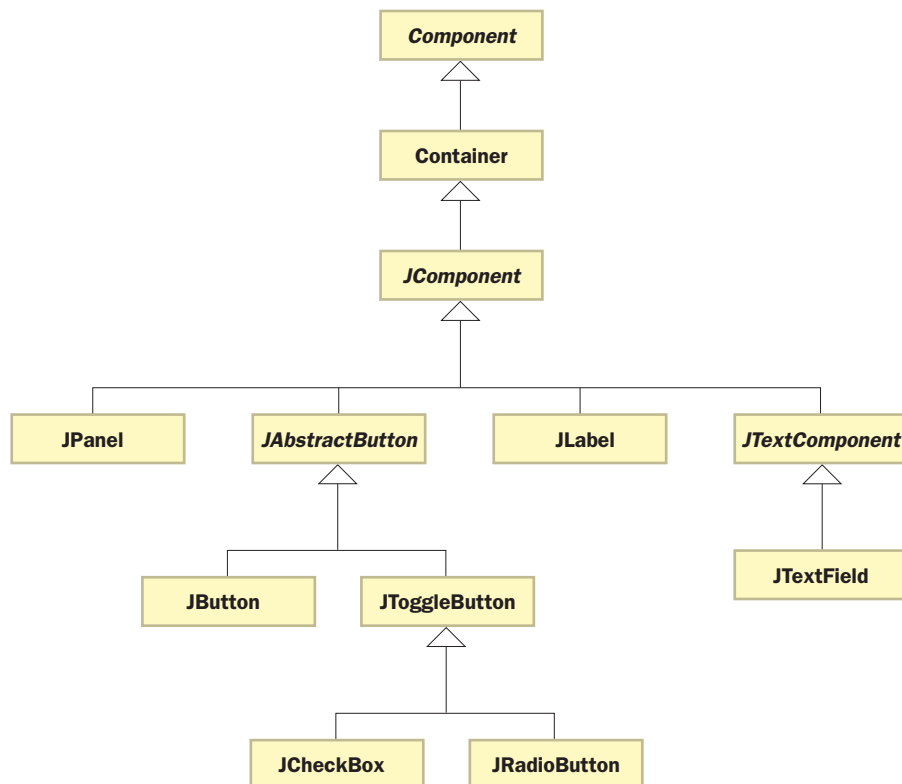 Component
Container
JComponent
JPanel
JAbstractButton
JLabel
JTextComponent
JButton
JToggleButton
JTextField
JCheckBox
JRadioButton